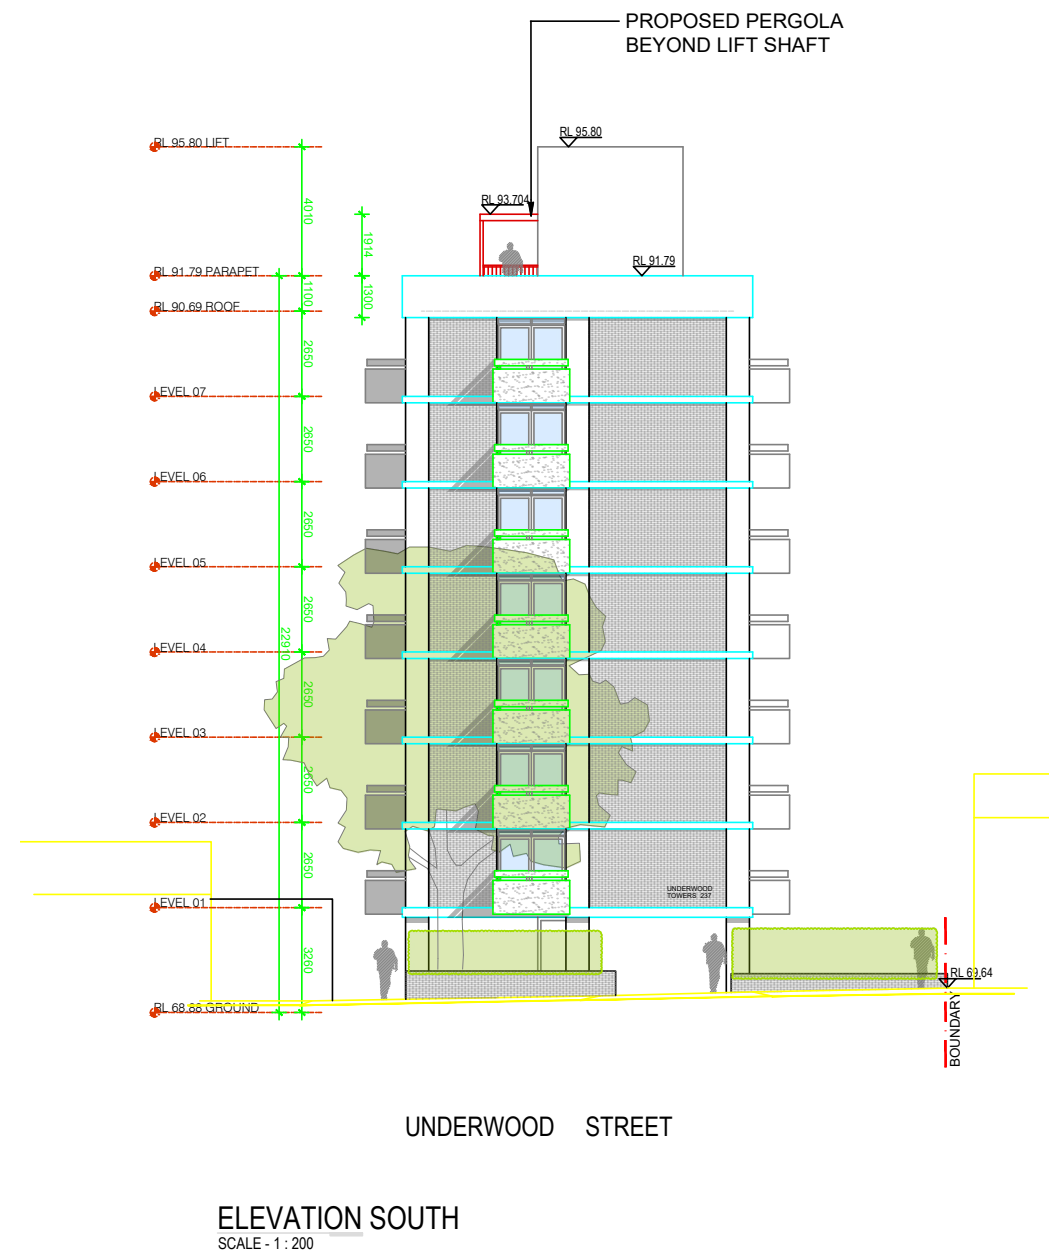 PROPOSED PERGOLA
BEYOND LIFT SHAFT
RL 95.80 LIFT
RL 95.80
4010
RL 93.704
1914
RL 91.79 PARAPET
RL 91.79
1100
1300
RL 90.69 ROOF
2650
LEVEL 07
2650
LEVEL 06
2650
LEVEL 05
2650
22910
LEVEL 04
2650
LEVEL 03
2650
LEVEL 02
2650
UNDERWOOD
TOWERS 237
LEVEL 01
3260
RL 69.64
RL 68.88 GROUND
BOUNDARY
UNDERWOOD STREET
ELEVATION SOUTH
SCALE - 1 : 200